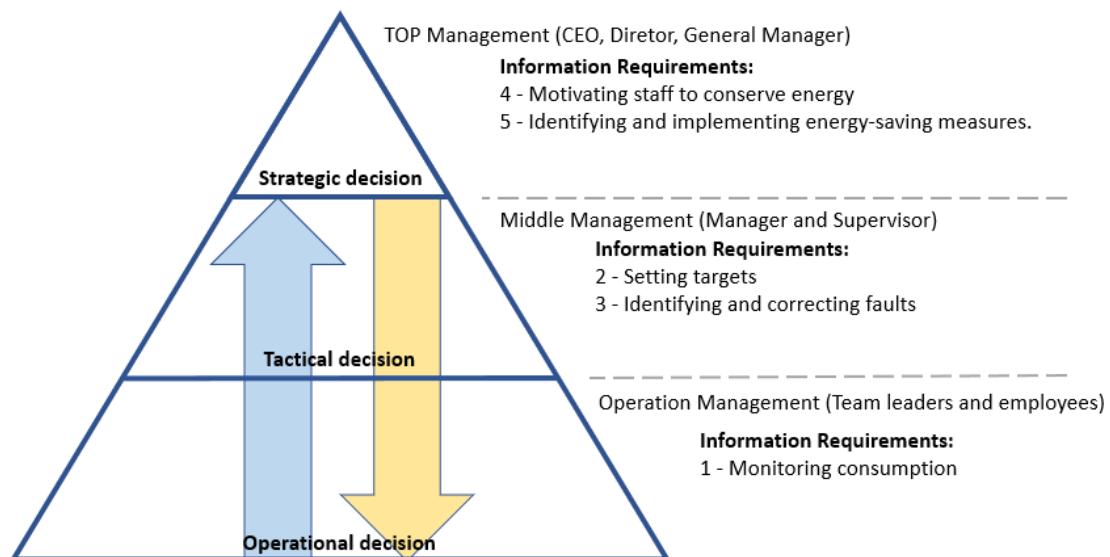 TOP Management (CEO, Diretor, General Manager)
Information Requirements:
4 - Motivating staff to conserve energy
5 - Identifying and implementing energy-saving measures.
Strategic decision
Middle Management (Manager and Supervisor)
Information Requirements:
2 - Setting targets
3 - Identifying and correcting faults
Tactical decision
Operation Management (Team leaders and employees)
Information Requirements:
1 - Monitoring consumption
Operational decision